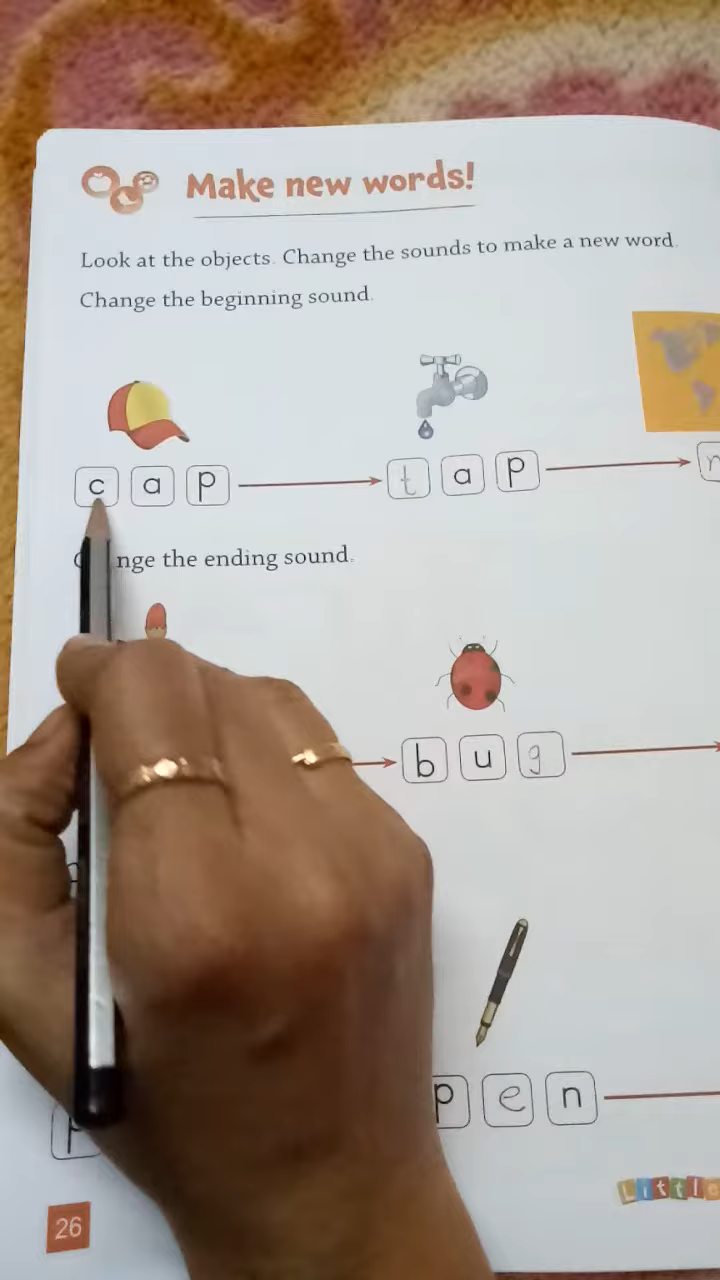 Make new words!
Look at the objects. Change the sounds to make a new word.
Change the beginning sound.
c a p t a p
nge the ending sound.
b u g
p e n
26